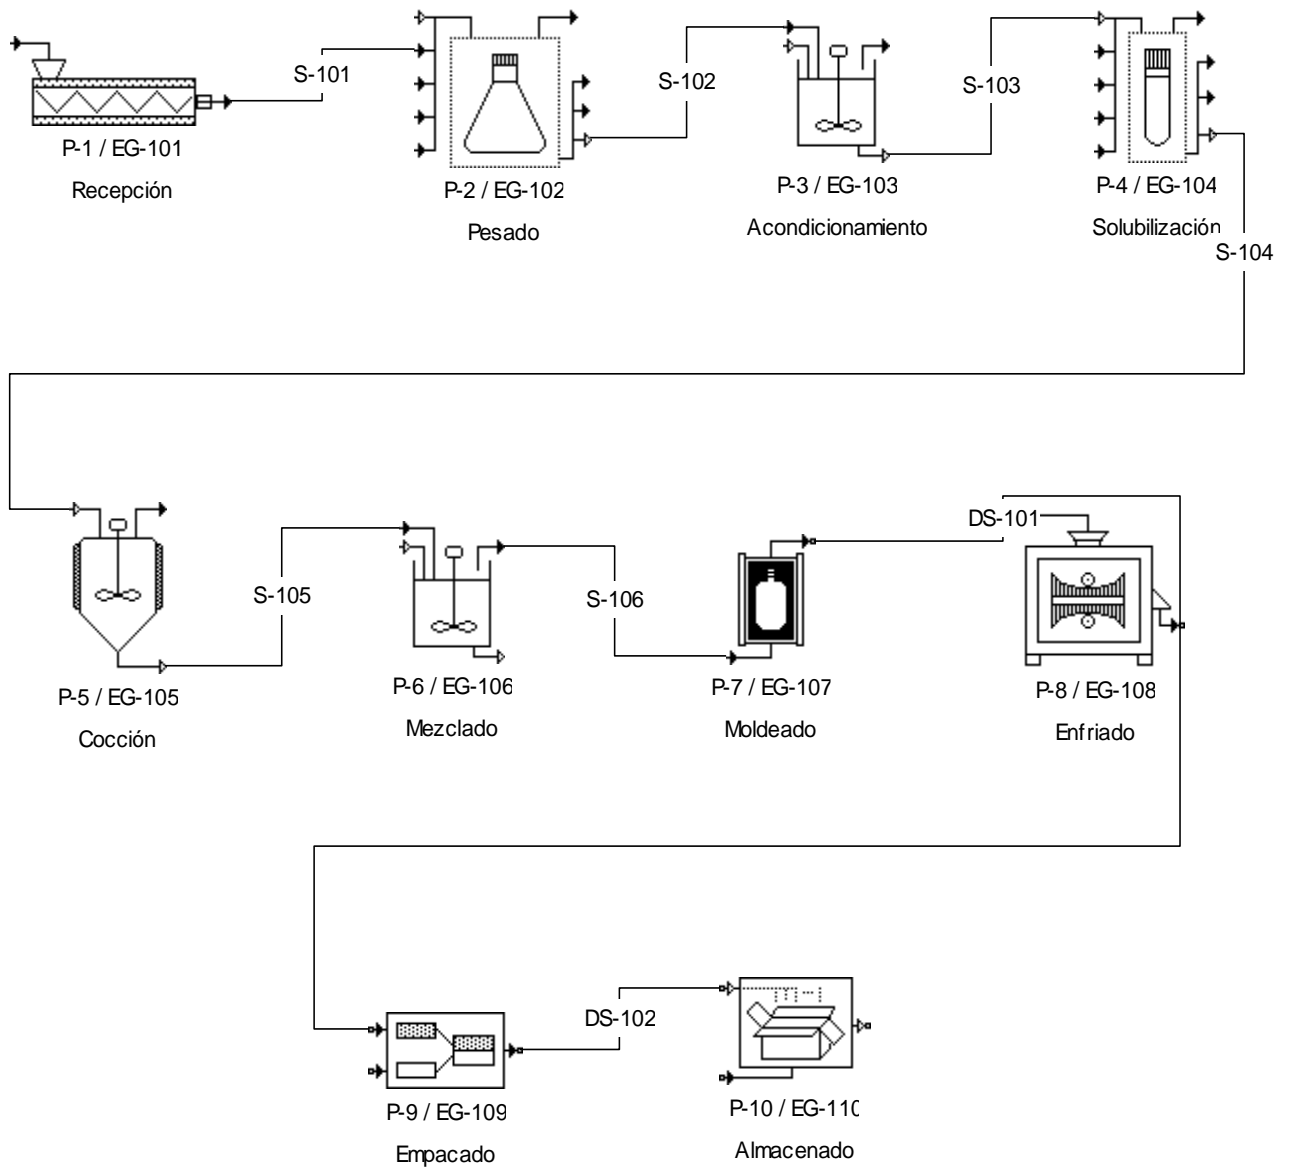 S-101
P-1 / EG-101
Recepción
P-2 / EG-102
Pesado
S-102
P-3 / EG-103
Acondicionamiento
S-103
P-4 / EG-104
Solubilización
S-104
P-5 / EG-105
Cocción
S-105
P-6 / EG-106
Mezclado
S-106
P-7 / EG-107
Moldeado
DS-101
P-8 / EG-108
Enfriado
P-9 / EG-109
Empacado
DS-102
P-10 / EG-110
Almacenado